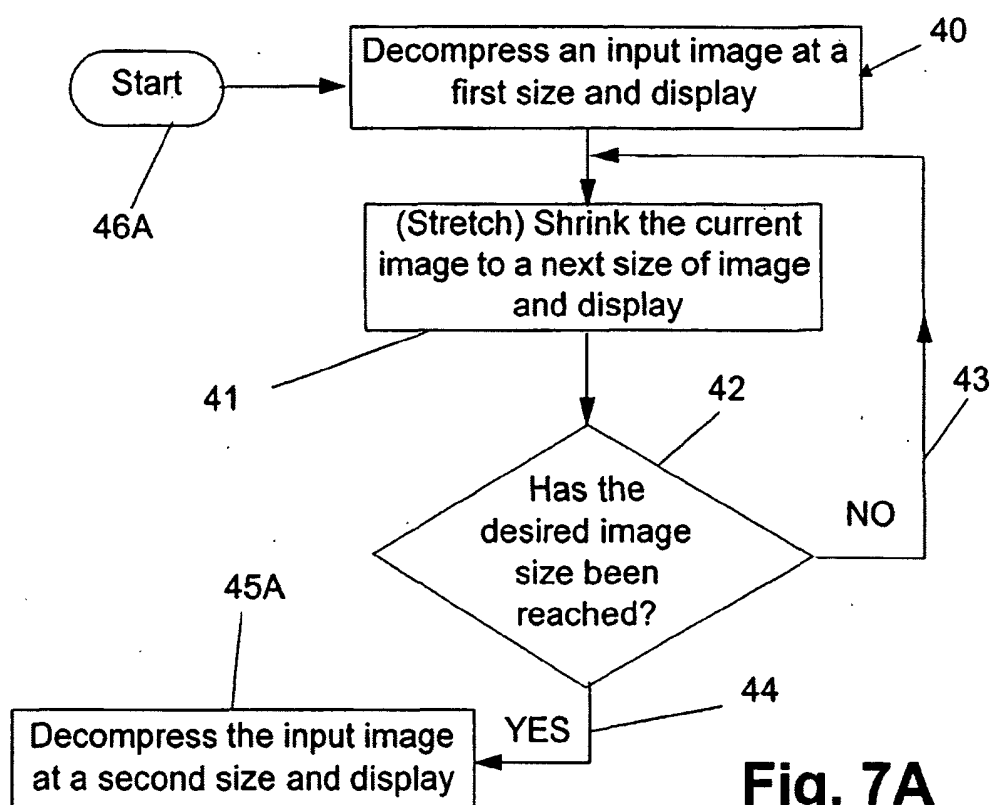 40
Start
Decompress an input image at a
first size and display
46A
(Stretch) Shrink the current
image to a next size of image
and display
41
42
43
Has the
desired image
size been
reached?
NO
45A
44
YES
Decompress the input image
at a second size and display
Fig. 7A